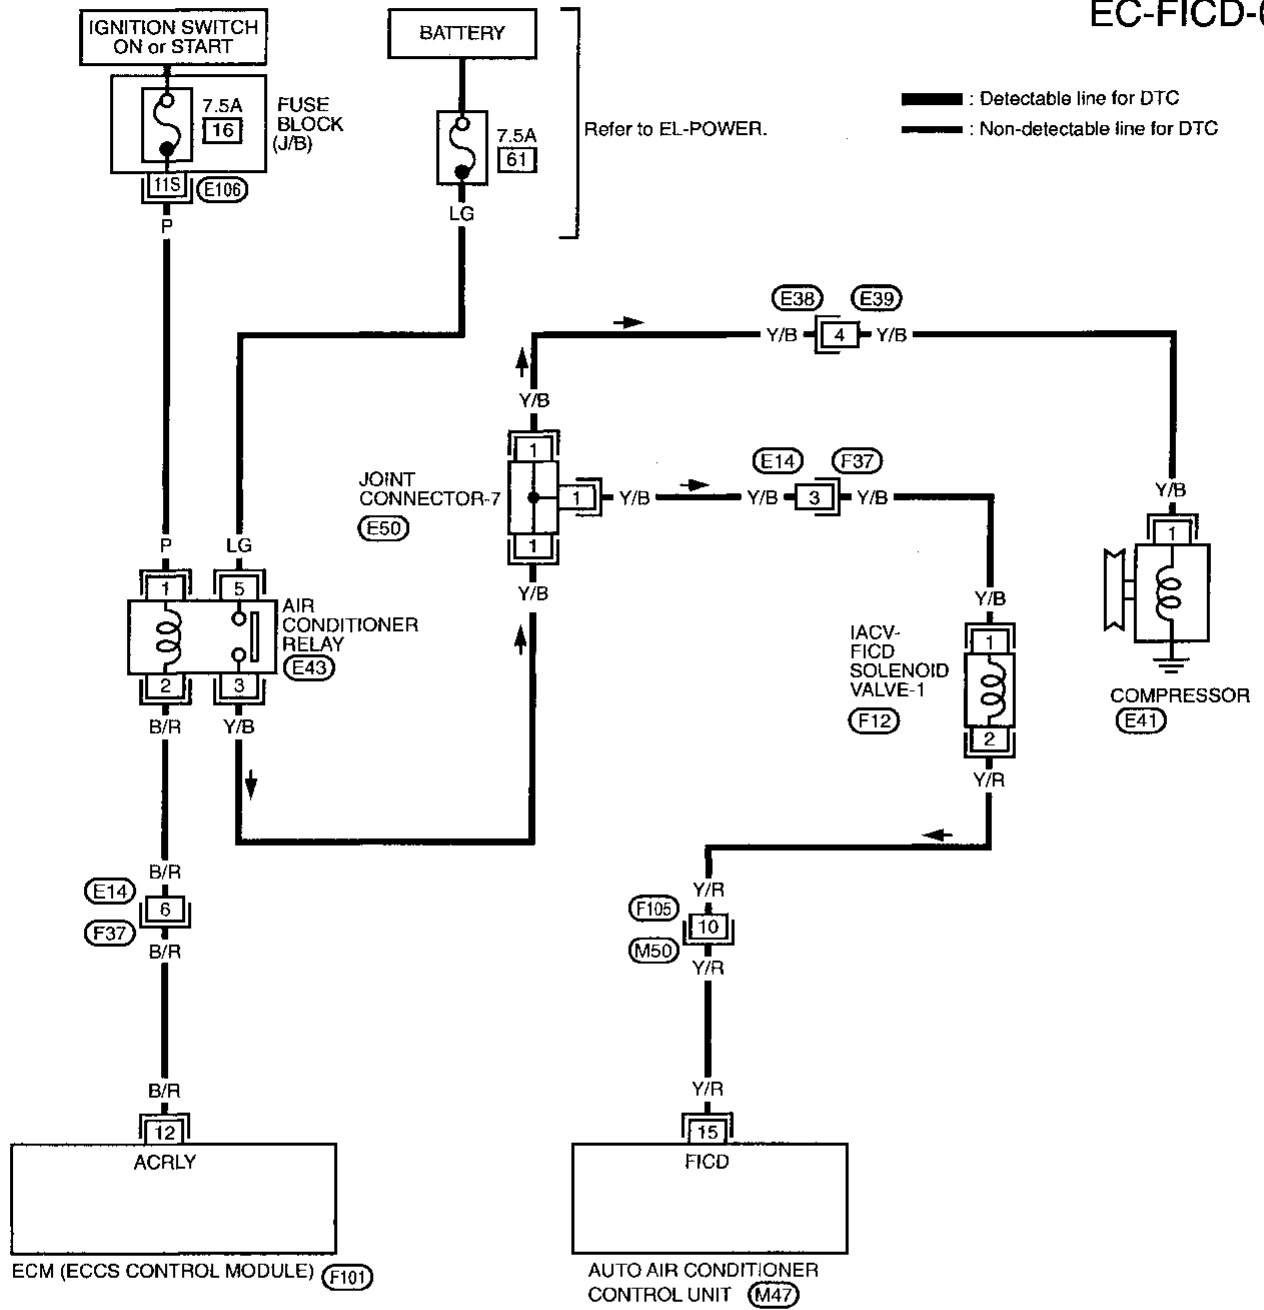 EC-FICD-
IGNITION SWITCH
ON or START
BATTERY
7.5A
16
FUSE
BLOCK
(J/B)
7.5A
61
Refer to EL-POWER.
: Detectable line for DTC
: Non-detectable line for DTC
11S
E106
P
LG
E38
E39
Y/B
4
Y/B
Y/B
1
JOINT
CONNECTOR-7
E50
1
Y/B
E14
F37
Y/B
3
Y/B
1
Y/B
Y/B
1
P
LG
1
5
AIR
CONDITIONER
RELAY
E43
2
3
B/R
Y/B
Y/B
1
IACV-
FICD
SOLENOID
VALVE-1
F12
2
Y/R
COMPRESSOR
E41
B/R
E14
6
F37
B/R
Y/R
F105
10
M50
Y/R
B/R
12
ACRLY
Y/R
15
FICD
ECM (ECCS CONTROL MODULE)
F101
AUTO AIR CONDITIONER
CONTROL UNIT
M47